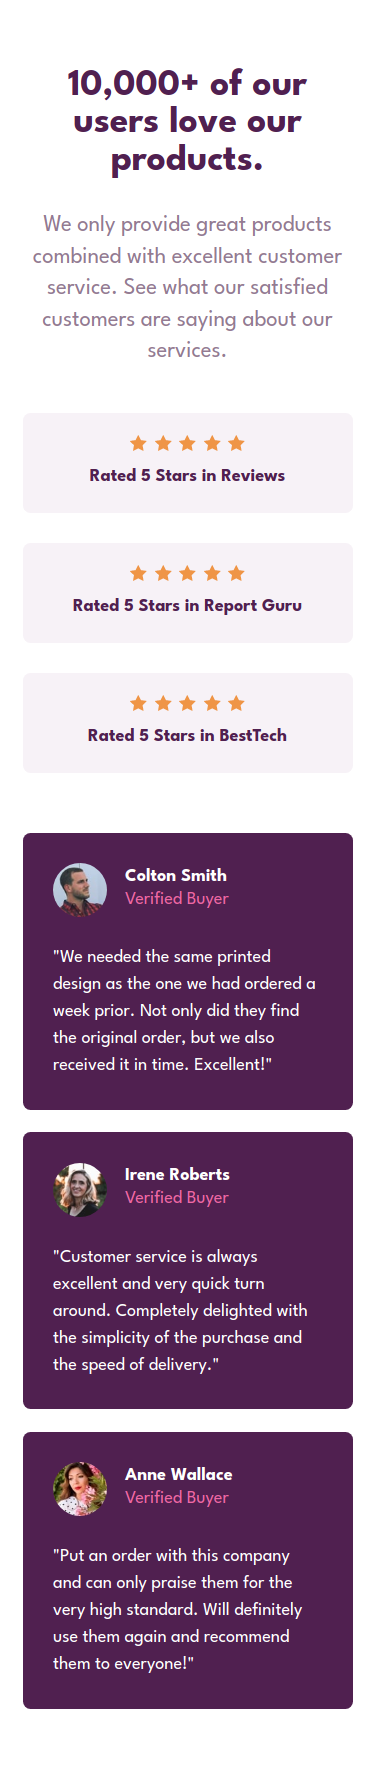 10,000+ of our
users love our
products.
We only provide great products
combined with excellent customer
service. See what our satisfied
customers are saying about our
services.
Rated 5 Stars in Reviews
Rated 5 Stars in Report Guru
Rated 5 Stars in BestTech
Colton Smith
Verified Buyer
"We needed the same printed
design as the one we had ordered a
week prior. Not only did they find
the original order, but we also
received it in time. Excellent!"
Irene Roberts
Verified Buyer
"Customer service is always
excellent and very quick turn
around. Completely delighted with
the simplicity of the purchase and
the speed of delivery."
Anne Wallace
Verified Buyer
"Put an order with this company
and can only praise them for the
very high standard. Will definitely
use them again and recommend
them to everyone!"